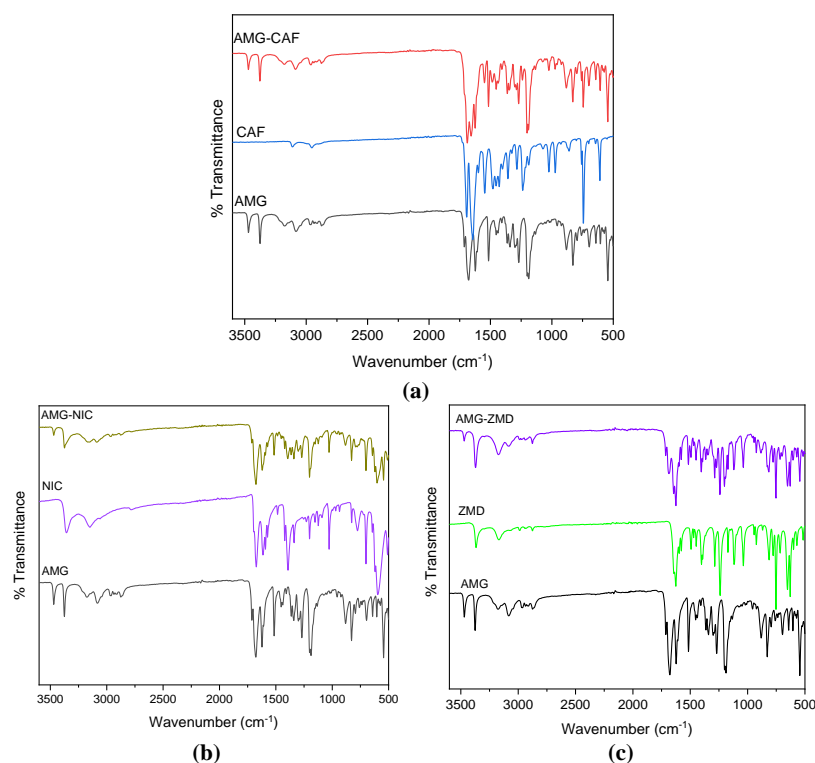 AMG-CAF
CAF
AMG
% Transmittance
3500 3000 2500 2000 1500 1000 500
Wavenumber (cm⁻¹)
(a)
AMG-NIC
NIC
AMG
% Transmittance
3500 3000 2500 2000 1500 1000 500
Wavenumber (cm⁻¹)
(b)
AMG-ZMD
ZMD
AMG
% Transmittance
3500 3000 2500 2000 1500 1000 500
Wavenumber (cm⁻¹)
(c)